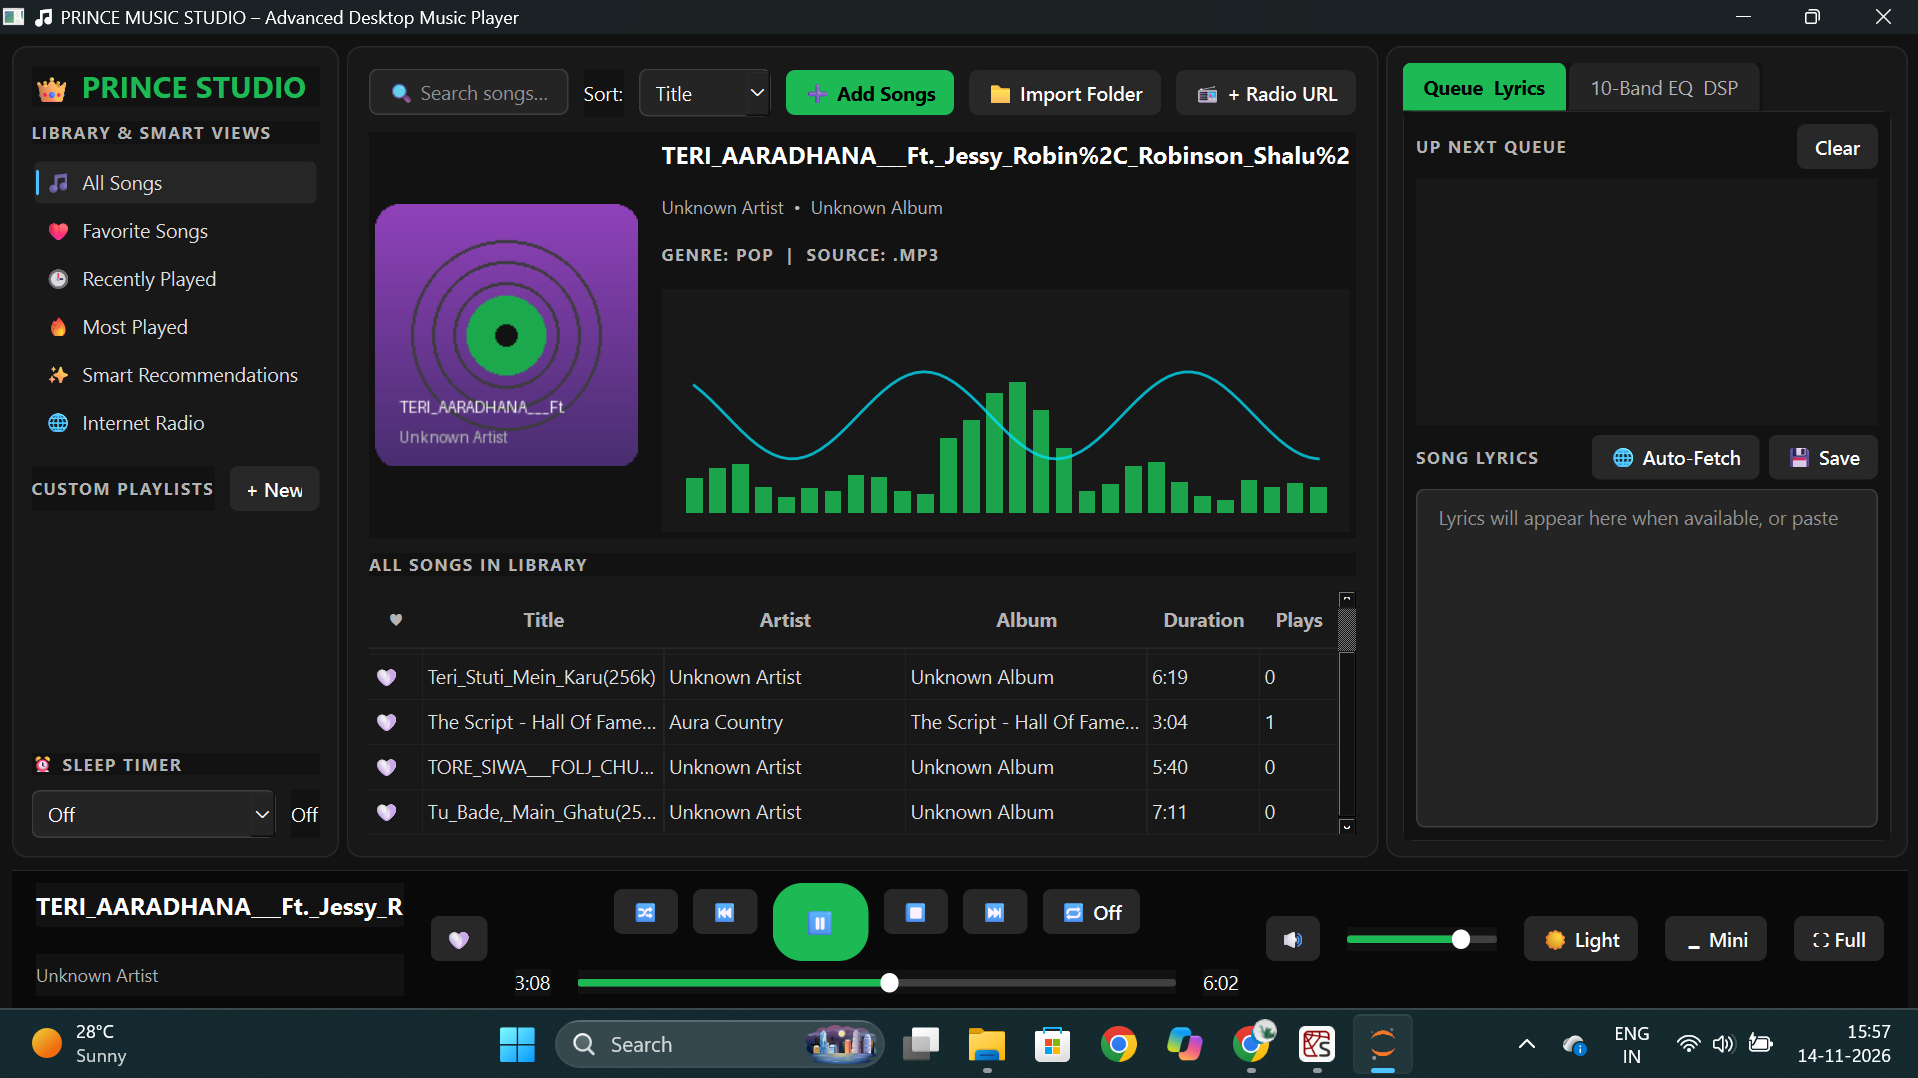 PRINCE MUSIC STUDIO – Advanced Desktop Music Player
PRINCE STUDIO
LIBRARY & SMART VIEWS
All Songs
Favorite Songs
Recently Played
Most Played
Smart Recommendations
Internet Radio
CUSTOM PLAYLISTS
+ New
SLEEP TIMER
Off
Off
Search songs...
Sort:
Title
Add Songs
Import Folder
+ Radio URL
TERI_AARADHANA___Ft._Jessy_Robin%2C_Robinson_Shalu%2
Unknown Artist • Unknown Album
GENRE: POP | SOURCE: .MP3
TERI_AARADHANA___Ft
Unknown Artist
ALL SONGS IN LIBRARY
Title Artist Album Duration Plays
Teri_Stuti_Mein_Karu(256k) Unknown Artist Unknown Album 6:19 0
The Script - Hall Of Fame... Aura Country The Script - Hall Of Fame... 3:04 1
TORE_SIWA___FOLJ_CHU... Unknown Artist Unknown Album 5:40 0
Tu_Bade,_Main_Ghatu(25... Unknown Artist Unknown Album 7:11 0
Queue Lyrics
10-Band EQ DSP
UP NEXT QUEUE
Clear
SONG LYRICS
Auto-Fetch
Save
Lyrics will appear here when available, or paste
TERI_AARADHANA___Ft._Jessy_R
Unknown Artist
Off
3:08
6:02
Light
Mini
Full
28°C
Sunny
Search
ENG
IN
15:57
14-11-2026